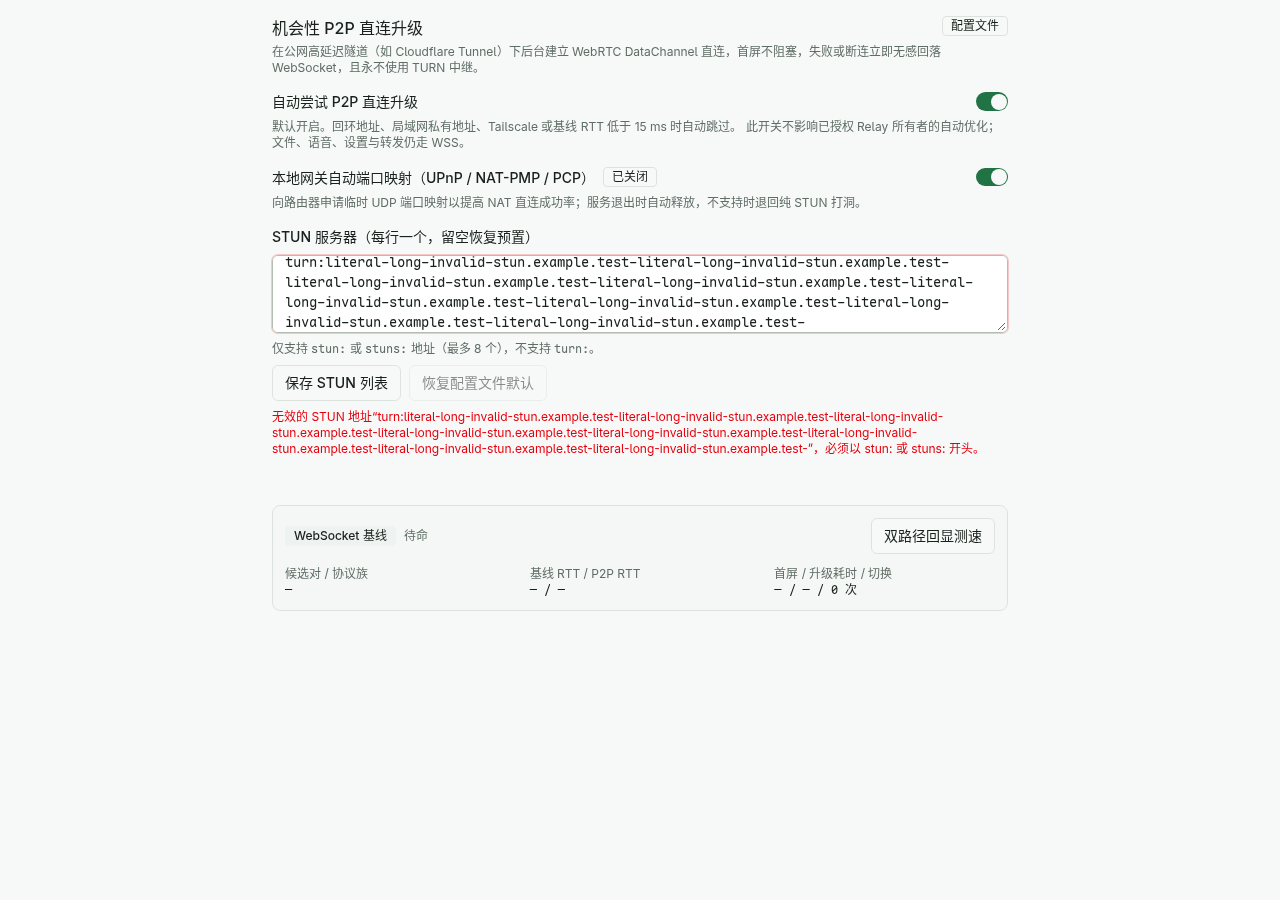 机会性 P2P 直连升级
配置文件
在公网高延迟隧道（如 Cloudflare Tunnel）下后台建立 WebRTC DataChannel 直连，首屏不阻塞，失败或断连立即无感回落
WebSocket，且永不使用 TURN 中继。
自动尝试 P2P 直连升级
默认开启。回环地址、局域网私有地址、Tailscale 或基线 RTT 低于 15 ms 时自动跳过。 此开关不影响已授权 Relay 所有者的自动优化；
文件、语音、设置与转发仍走 WSS。
本地网关自动端口映射（UPnP / NAT-PMP / PCP）
已关闭
向路由器申请临时 UDP 端口映射以提高 NAT 直连成功率；服务退出时自动释放，不支持时退回纯 STUN 打洞。
STUN 服务器（每行一个，留空恢复预置）
turn:literal-long-invalid-stun.example.test-literal-long-invalid-stun.example.test-
literal-long-invalid-stun.example.test-literal-long-invalid-stun.example.test-literal-
long-invalid-stun.example.test-literal-long-invalid-stun.example.test-literal-long-
invalid-stun.example.test-literal-long-invalid-stun.example.test-
仅支持 stun: 或 stuns: 地址（最多 8 个），不支持 turn:。
保存 STUN 列表
恢复配置文件默认
无效的 STUN 地址“turn:literal-long-invalid-stun.example.test-literal-long-invalid-stun.example.test-literal-long-invalid-
stun.example.test-literal-long-invalid-stun.example.test-literal-long-invalid-stun.example.test-literal-long-invalid-
stun.example.test-literal-long-invalid-stun.example.test-literal-long-invalid-stun.example.test-”，必须以 stun: 或 stuns: 开头。
WebSocket 基线
待命
双路径回显测速
候选对 / 协议族
—
基线 RTT / P2P RTT
— / —
首屏 / 升级耗时 / 切换
— / — / 0 次